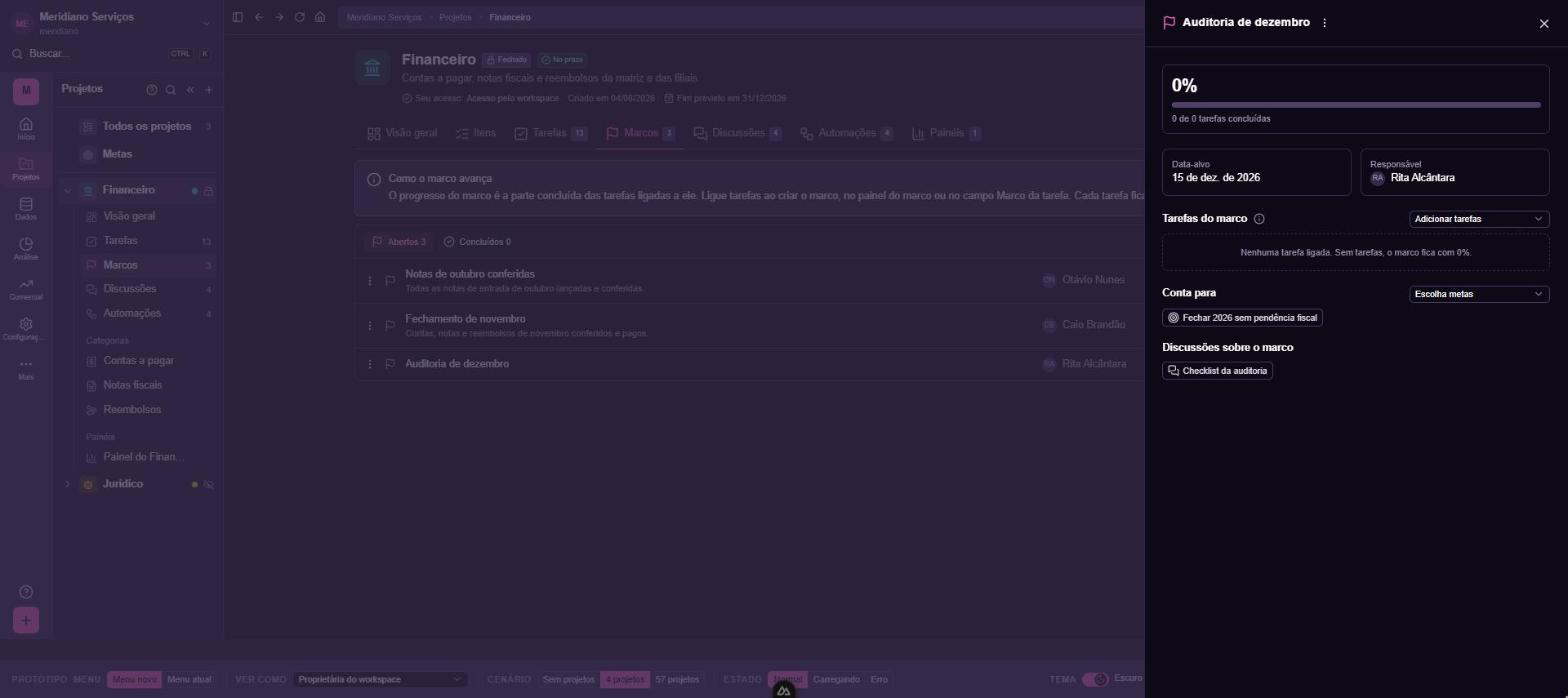 ME
Meridiano Serviços
meridiano
Buscar...
CTRL K
M
Início
Projetos
Dados
Análise
Comercial
Configuraç...
Mais
Projetos
Todos os projetos 3
Metas
Financeiro
Visão geral
Tarefas 13
Marcos 3
Discussões 4
Automações 4
Categorias
Contas a pagar
Notas fiscais
Reembolsos
Painéis
Painel do Finan...
Jurídico
Meridiano Serviços › Projetos › Financeiro
Financeiro Fechado No prazo
Contas a pagar, notas fiscais e reembolsos da matriz e das filiais.
Seu acesso: Acesso pelo workspace Criado em 04/08/2026 Fim previsto em 31/12/2026
Visão geral Itens Tarefas 13 Marcos 3 Discussões 4 Automações 4 Painéis 1
Como o marco avança
O progresso do marco é a parte concluída das tarefas ligadas a ele. Ligue tarefas ao criar o marco, no painel do marco ou no campo Marco da tarefa. Cada tarefa fica
Abertos 3 Concluídos 0
Notas de outubro conferidas
Todas as notas de entrada de outubro lançadas e conferidas.
ON Otávio Nunes
Fechamento de novembro
Contas, notas e reembolsos de novembro conferidos e pagos.
CB Caio Brandão
Auditoria de dezembro
RA Rita Alcântara
Auditoria de dezembro
0%
0 de 0 tarefas concluídas
Data-alvo
15 de dez. de 2026
Responsável
RA Rita Alcântara
Tarefas do marco
Adicionar tarefas
Nenhuma tarefa ligada. Sem tarefas, o marco fica com 0%.
Conta para
Escolha metas
Fechar 2026 sem pendência fiscal
Discussões sobre o marco
Checklist da auditoria
PROTÓTIPO MENU Menu novo Menu atual VER COMO Proprietária do workspace CENÁRIO Sem projetos 4 projetos 57 projetos ESTADO Normal Carregando Erro TEMA Escuro